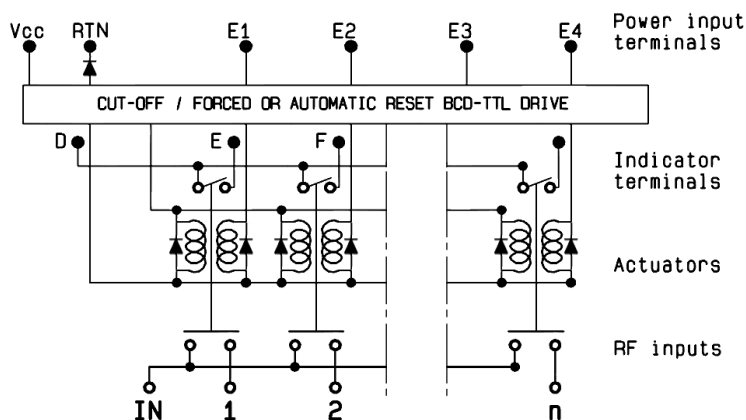 Vcc RTN E1 E2 E3 E4 Power input
terminals
CUT-OFF / FORCED OR AUTOMATIC RESET BCD-TTL DRIVE
D E F
Indicator
terminals
Actuators
RF inputs
IN 1 2 n